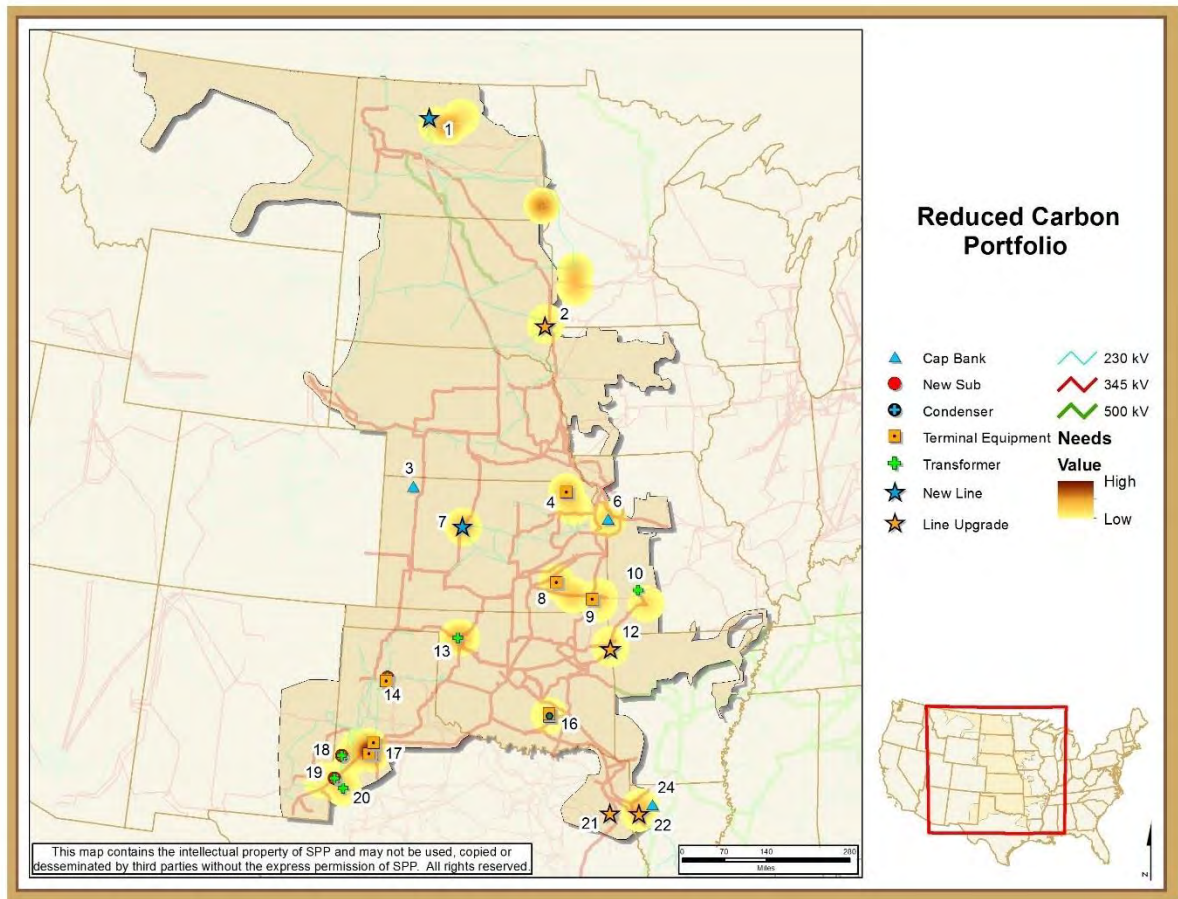 Reduced Carbon
Portfolio
Cap Bank
New Sub
Condenser
Terminal Equipment
Transformer
New Line
Line Upgrade
230 kV
345 kV
500 kV
Needs
Value
High
Low
1
2
3
4
6
7
8
9
10
12
13
14
16
17
18
19
20
21
22
24
This map contains the intellectual property of SPP and may not be used, copied or
desseminated by third parties without the express permission of SPP. All rights reserved.
0 70 140 280
Miles
N